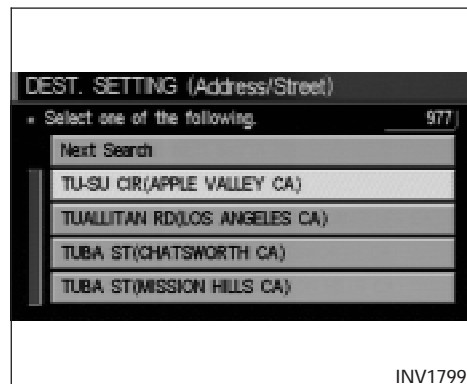 DEST. SETTING (Address/Street)
Select one of the following. 977
Next Search
TU-SU CIR(APPLE VALLEY CA)
TUALLITAN RD(LOS ANGELES CA)
TUBA ST(CHATSWORTH CA)
TUBA ST(MISSION HILLS CA)
INV1799